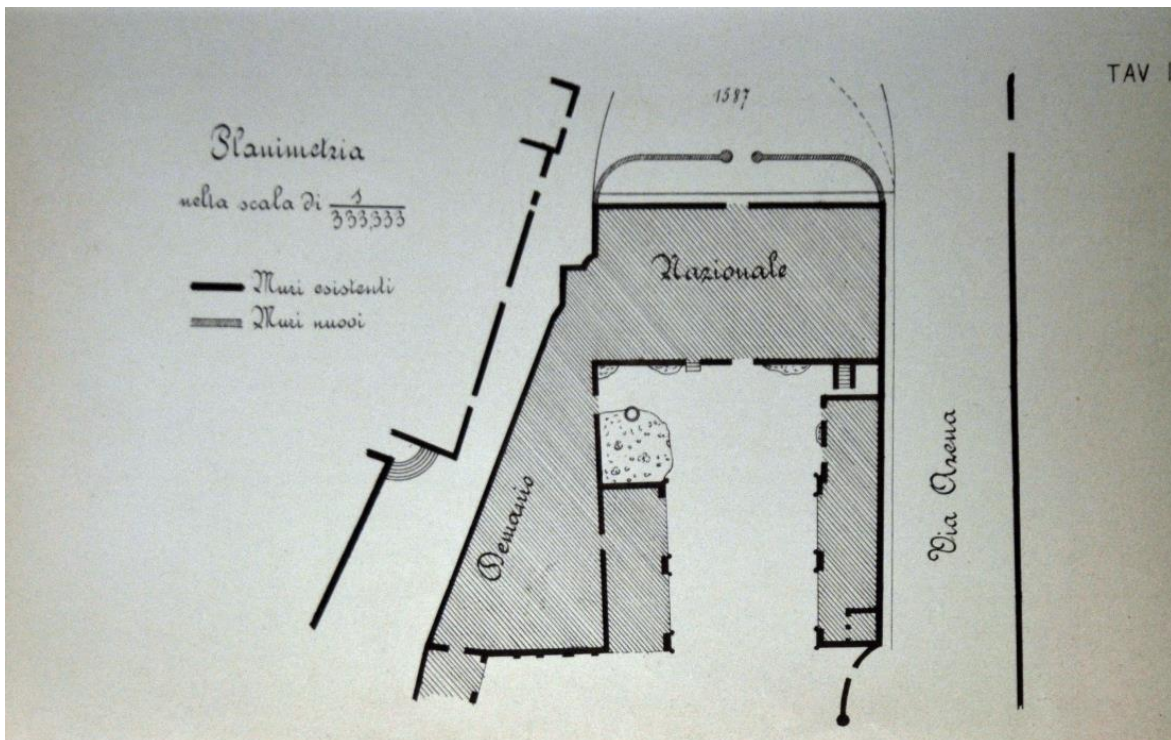 TAV I
1587
Planimetria
nella scala di 1/333,333
Muri esistenti
Muri nuovi
Nazionale
Demanio
Via Arena